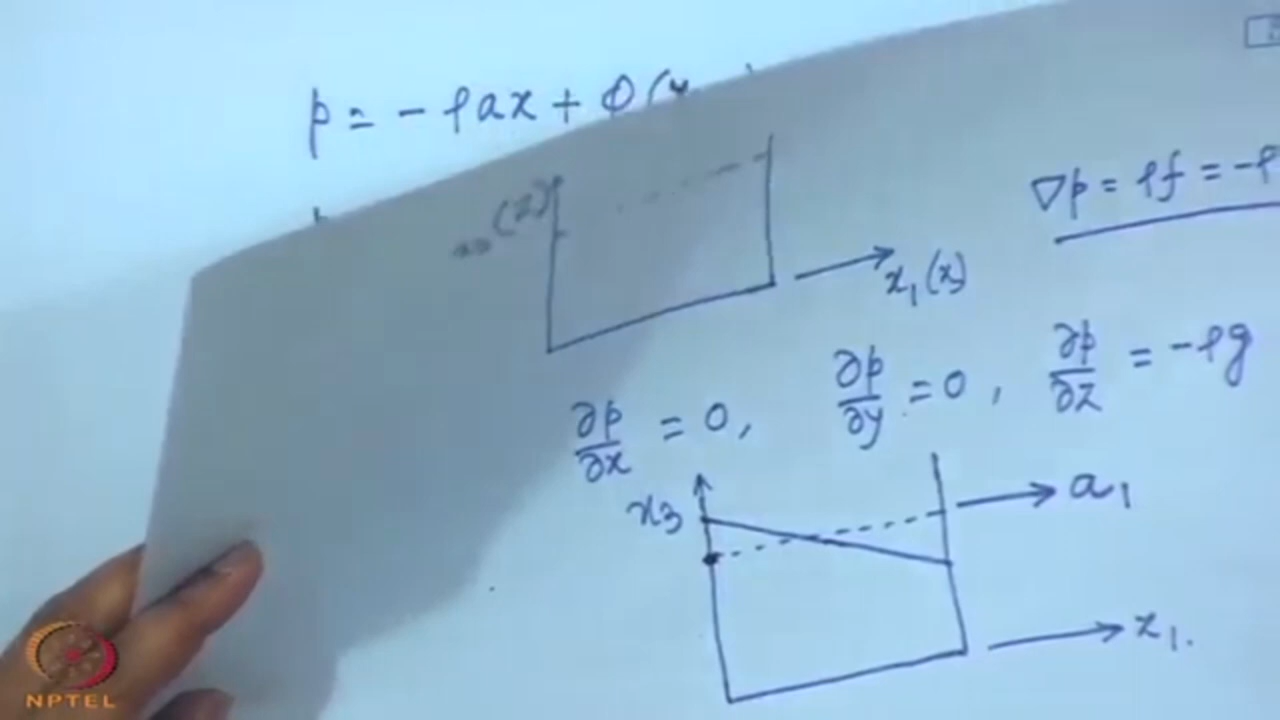 p = - ρax + φ(y
(z)
x₁(x)
∇p = ρf = -ρ
∂p/∂x = 0, ∂p/∂y = 0, ∂p/∂z = -ρg
x₃
a₁
x₁.
NPTEL